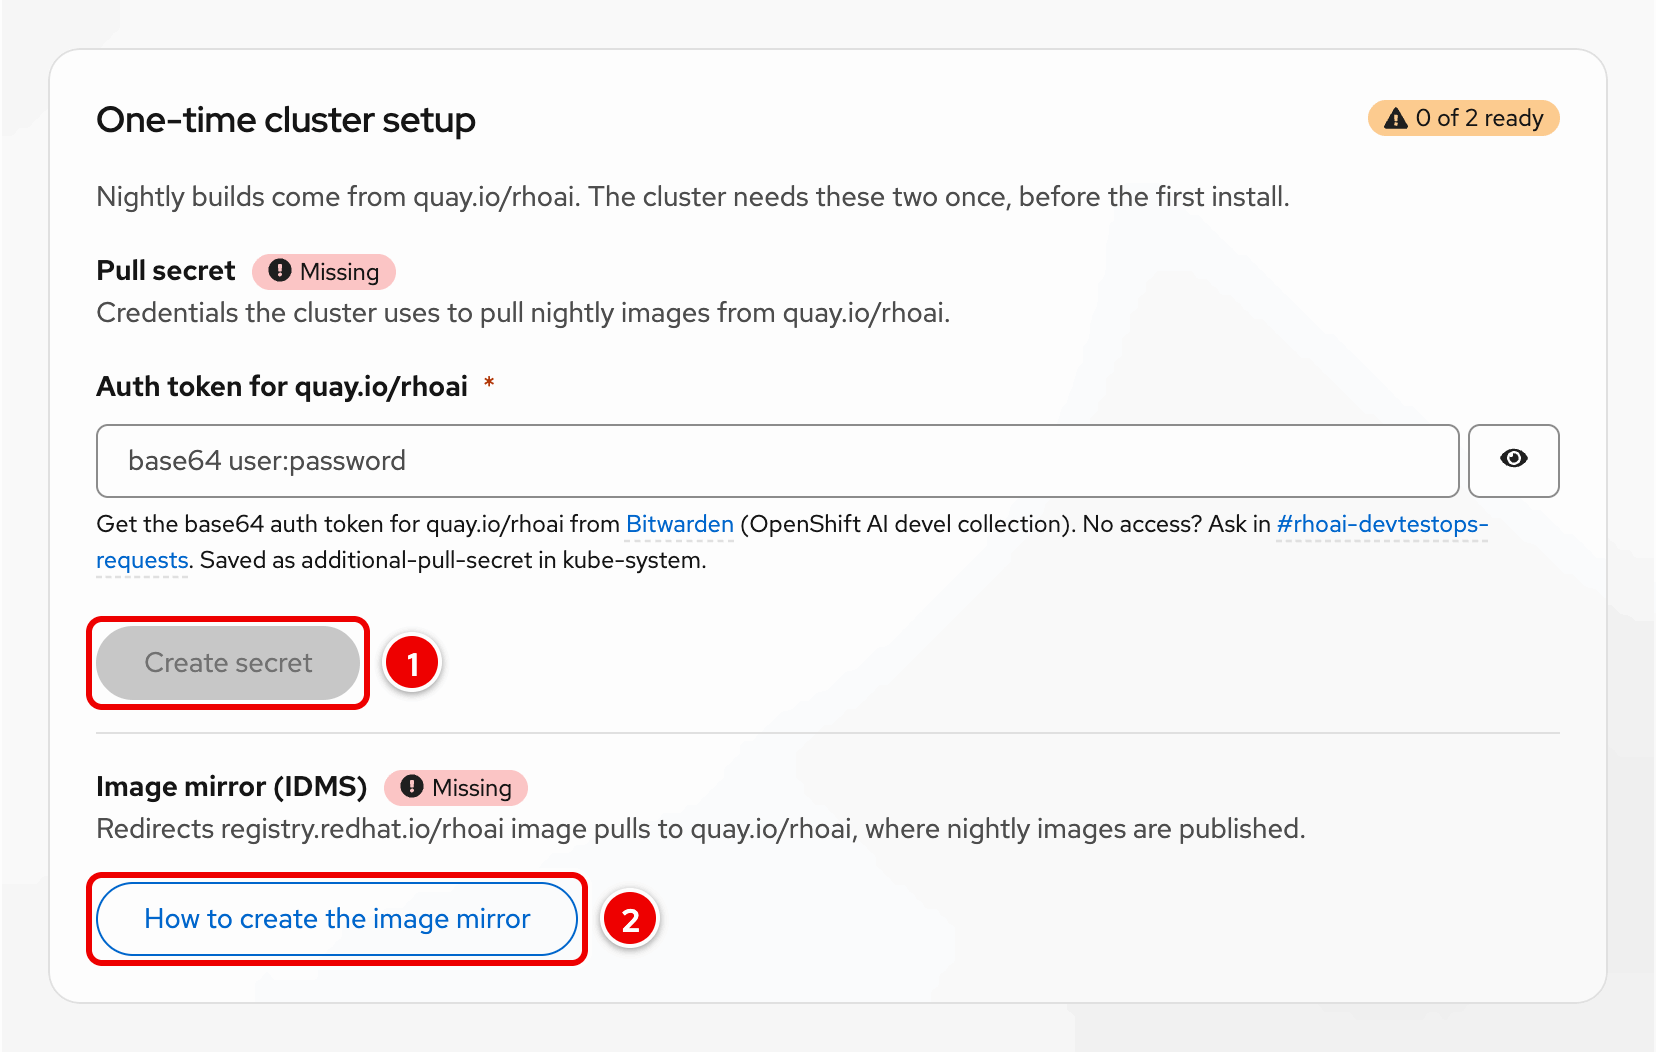 One-time cluster setup
0 of 2 ready
Nightly builds come from quay.io/rhoai. The cluster needs these two once, before the first install.
Pull secret
Missing
Credentials the cluster uses to pull nightly images from quay.io/rhoai.
Auth token for quay.io/rhoai *
base64 user:password
Get the base64 auth token for quay.io/rhoai from Bitwarden (OpenShift AI devel collection). No access? Ask in #rhoai-devtestops-
requests. Saved as additional-pull-secret in kube-system.
Create secret
1
Image mirror (IDMS)
Missing
Redirects registry.redhat.io/rhoai image pulls to quay.io/rhoai, where nightly images are published.
How to create the image mirror
2